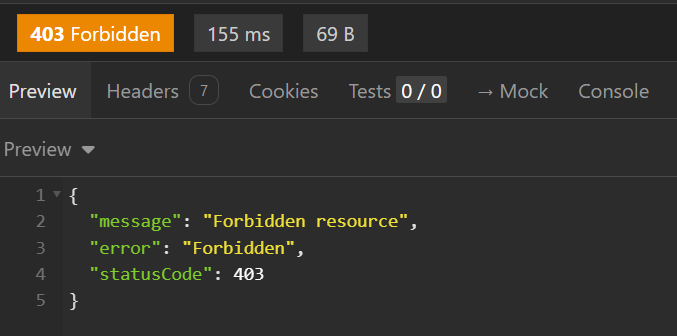 403 Forbidden 155 ms 69 B
Preview Headers 7 Cookies Tests 0 / 0 → Mock Console
Preview
1 {
2 "message": "Forbidden resource",
3 "error": "Forbidden",
4 "statusCode": 403
5 }